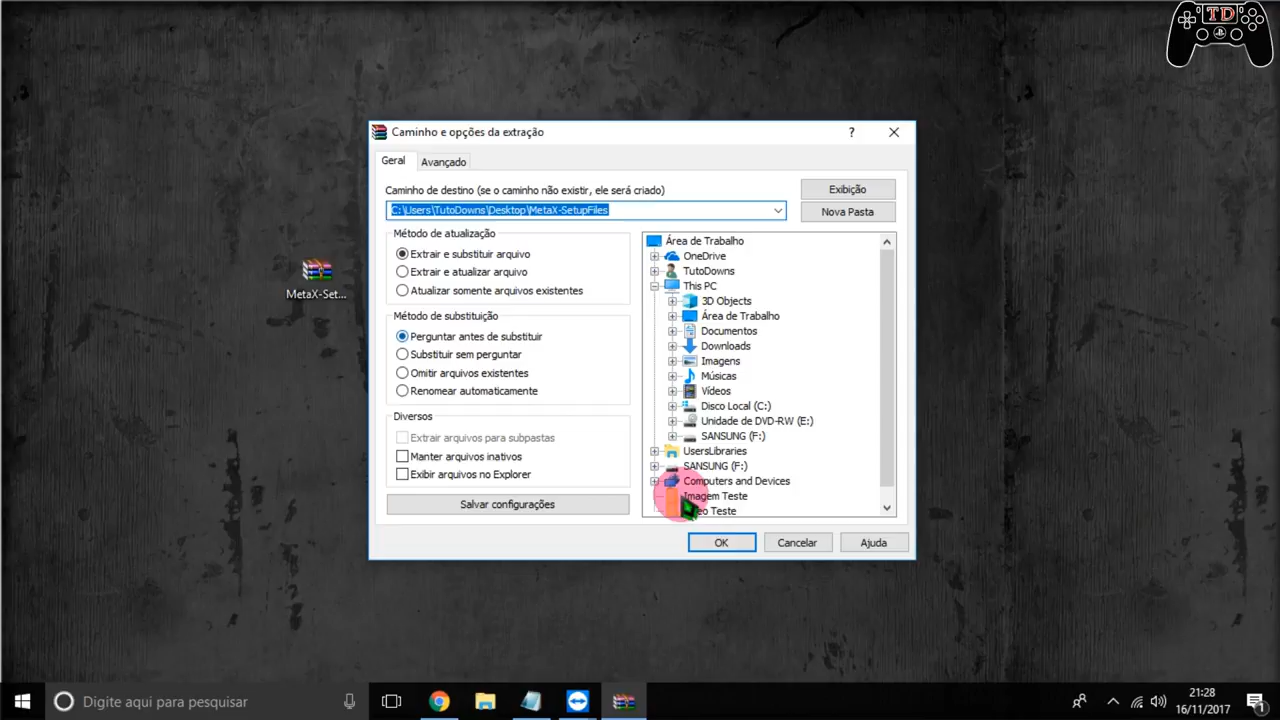 TD
Caminho e opções da extração
?
Geral
Avançado
Caminho de destino (se o caminho não existir, ele será criado)
Exibição
C:\Users\TutoDowns\Desktop\MetaX-SetupFiles
Nova Pasta
Método de atualização
Extrair e substituir arquivo
Extrair e atualizar arquivo
Atualizar somente arquivos existentes
Método de substituição
Perguntar antes de substituir
Substituir sem perguntar
Omitir arquivos existentes
Renomear automaticamente
Diversos
Extrair arquivos para subpastas
Manter arquivos inativos
Exibir arquivos no Explorer
Salvar configurações
Área de Trabalho
OneDrive
TutoDowns
This PC
3D Objects
Área de Trabalho
Documentos
Downloads
Imagens
Músicas
Vídeos
Disco Local (C:)
Unidade de DVD-RW (E:)
SANSUNG (F:)
UsersLibraries
SANSUNG (F:)
Computers and Devices
Imagem Teste
Teste
OK
Cancelar
Ajuda
MetaX-Set...
Digite aqui para pesquisar
21:28
16/11/2017
1